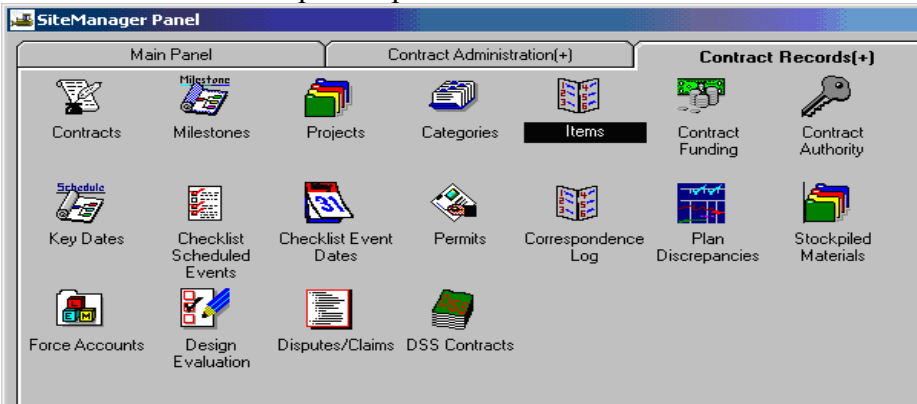 SiteManager Panel
Main Panel Contract Administration(+) Contract Records(+)
Milestone
Contracts Milestones Projects Categories Items Contract Funding Contract Authority
Schedule
31
Key Dates Checklist Scheduled Events Checklist Event Dates Permits Correspondence Log Plan Discrepancies Stockpiled Materials
L E M
DSS
Force Accounts Design Evaluation Disputes/Claims DSS Contracts